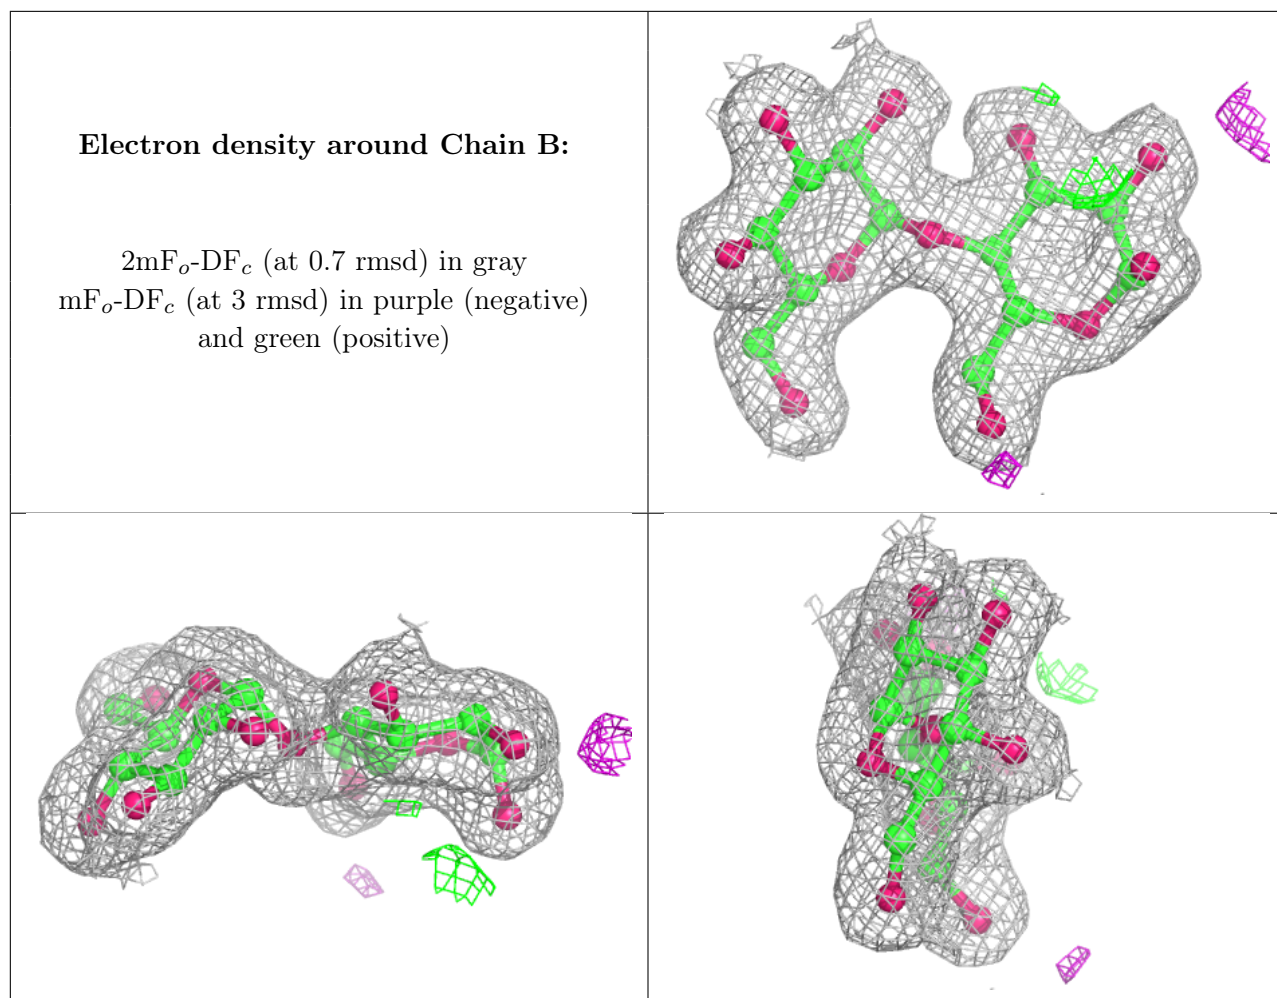 Electron density around Chain B:
2mFₒ-DF𝒸 (at 0.7 rmsd) in gray
mFₒ-DF𝒸 (at 3 rmsd) in purple (negative)
and green (positive)